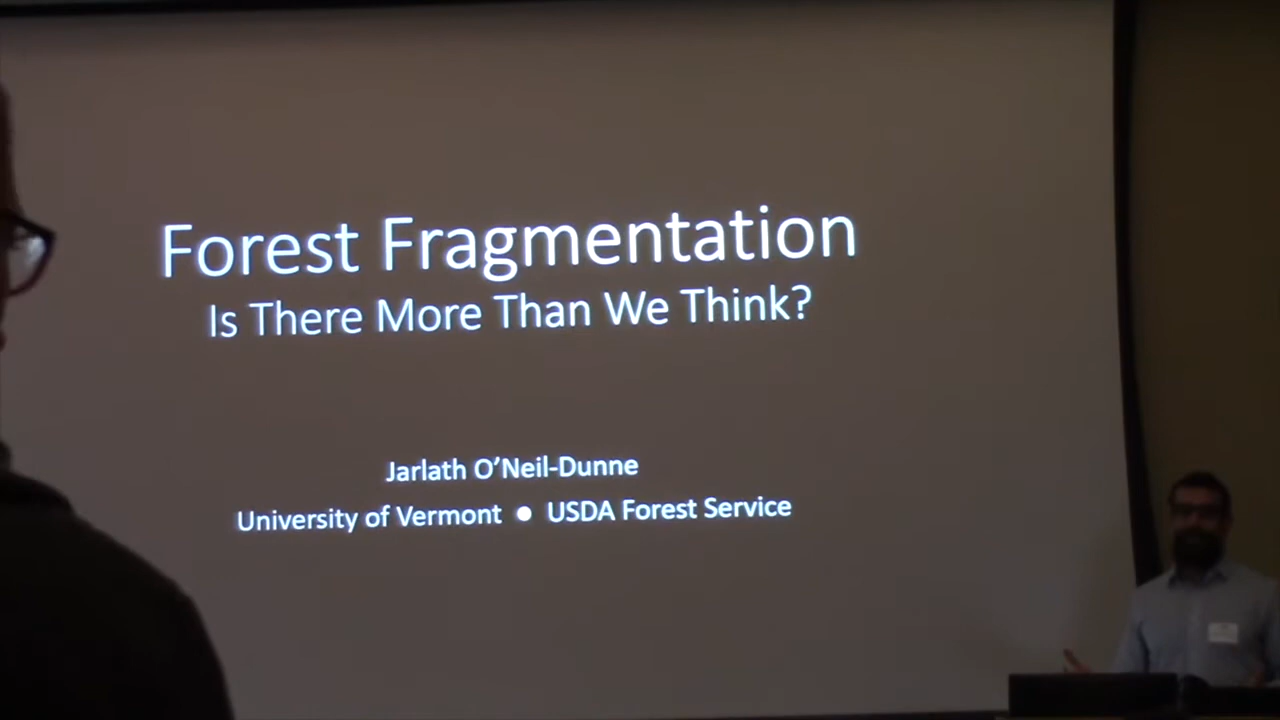 Forest Fragmentation
Is There More Than We Think?
Jarlath O’Neil-Dunne
University of Vermont ● USDA Forest Service